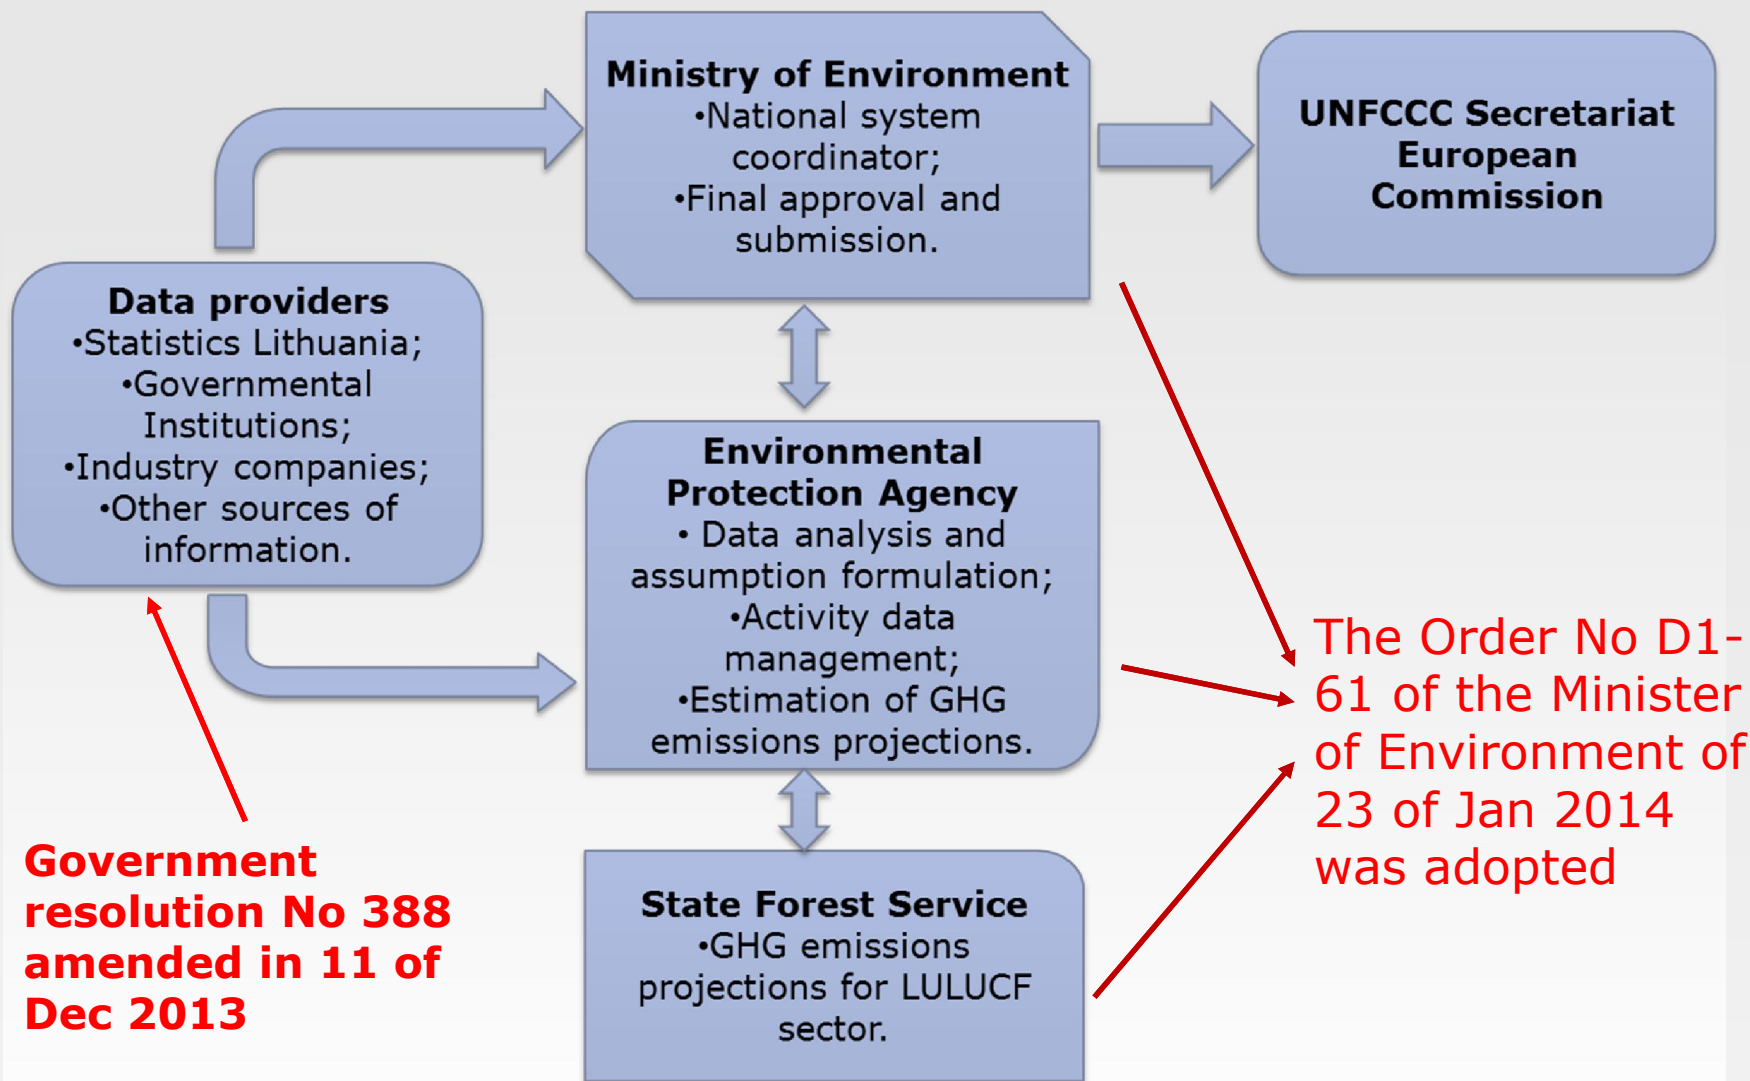 Ministry of Environment
•National system
coordinator;
•Final approval and
submission.
UNFCCC Secretariat
European
Commission
Data providers
•Statistics Lithuania;
•Governmental
Institutions;
•Industry companies;
•Other sources of
information.
Environmental
Protection Agency
• Data analysis and
assumption formulation;
•Activity data
management;
•Estimation of GHG
emissions projections.
The Order No D1-
61 of the Minister
of Environment of
23 of Jan 2014
was adopted
Government
resolution No 388
amended in 11 of
Dec 2013
State Forest Service
•GHG emissions
projections for LULUCF
sector.